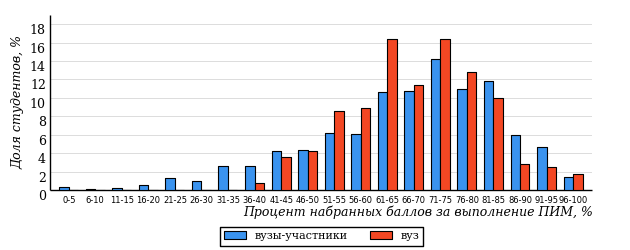 Доля студентов, %
18
16
14
12
10
8
6
4
2
0
0-5 6-10 11-15 16-20 21-25 26-30 31-35 36-40 41-45 46-50 51-55 56-60 61-65 66-70 71-75 76-80 81-85 86-90 91-95 96-100
Процент набранных баллов за выполнение ПИМ, %
вузы-участники вуз